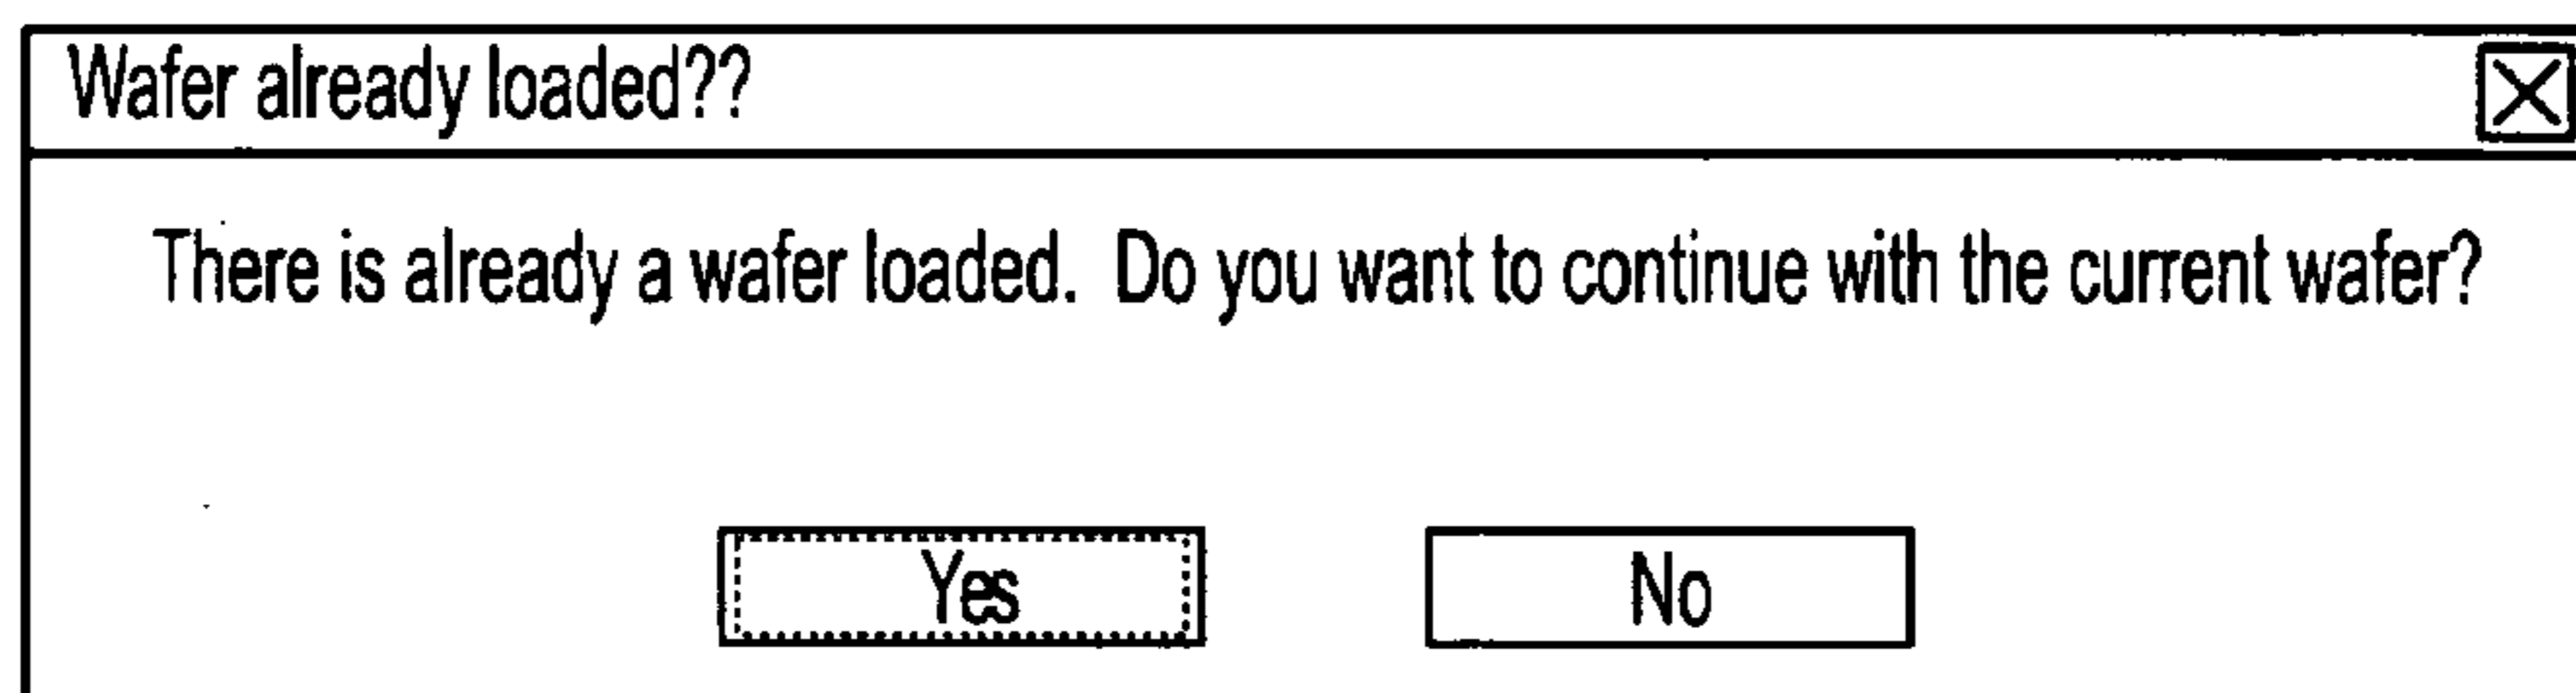 Wafer already loaded??
There is already a wafer loaded.  Do you want to continue with the current wafer?
Yes
No